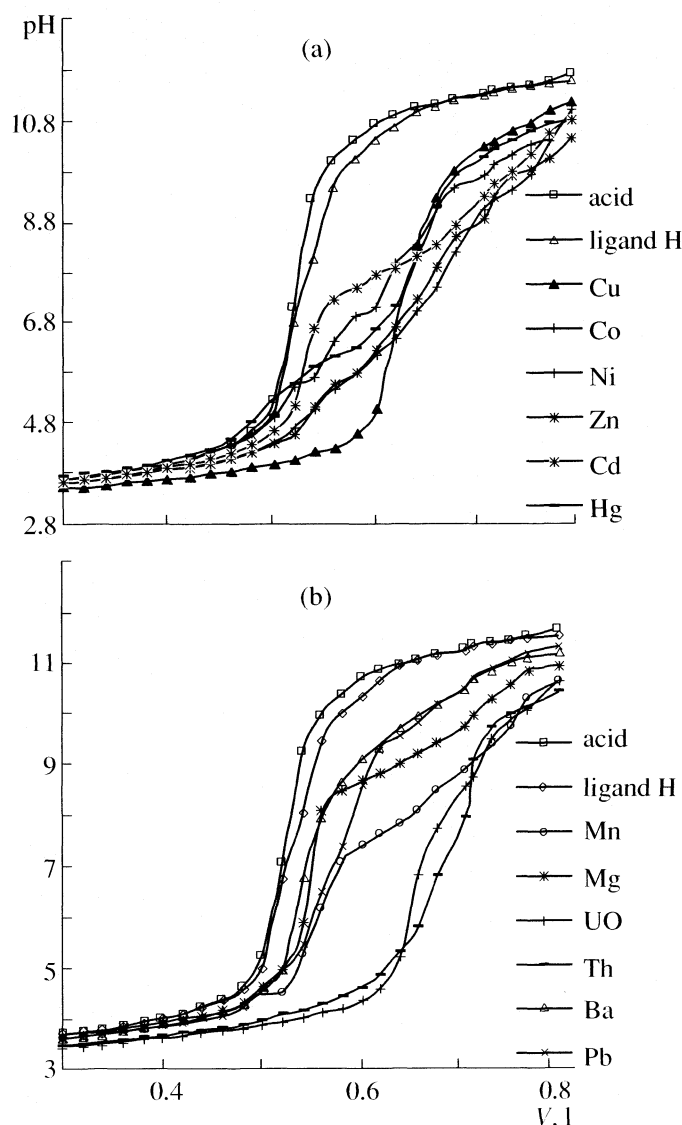 pH
(a)
10.8
8.8
6.8
4.8
2.8
acid
ligand H
Cu
Co
Ni
Zn
Cd
Hg
(b)
11
9
7
5
3
acid
ligand H
Mn
Mg
UO
Th
Ba
Pb
0.4
0.6
0.8
V, l